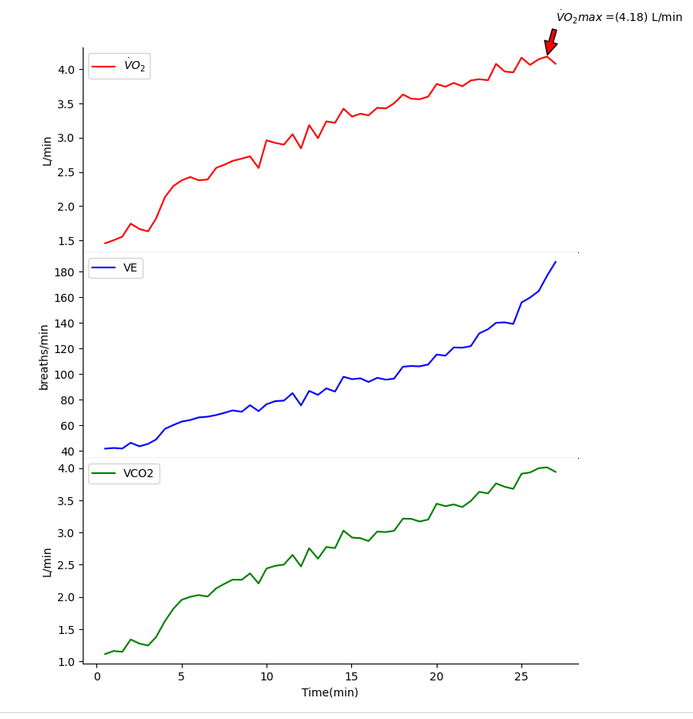 V̇O₂max =(4.18) L/min
V̇O₂
4.0
3.5
3.0
2.5
2.0
1.5
L/min
VE
180
160
140
120
100
80
60
40
breaths/min
VCO2
4.0
3.5
3.0
2.5
2.0
1.5
1.0
L/min
0 5 10 15 20 25
Time(min)